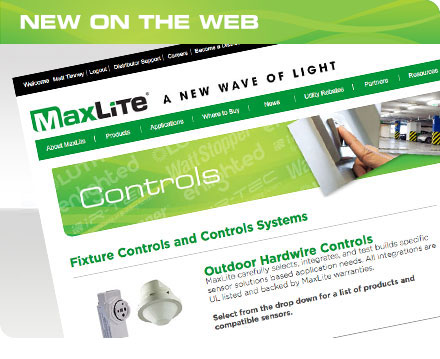 NEW ON THE WEB
Welcome Matt Tinney | Logout | Distributor Support | Careers | Become a
MaxLite® A NEW WAVE OF LIGHT
About MaxLite | Products | Applications | Where to Buy | News | Utility Rebates | Partners | Resources
Watt Stopper
enlighted
Controls
Fixture Controls and Controls Systems
Outdoor Hardwire Controls
MaxLite carefully selects, integrates, and test builds specific
sensor solutions based application needs. All integrations are
UL listed and backed by MaxLite warranties.
Select from the drop down for a list of products and
compatible sensors.